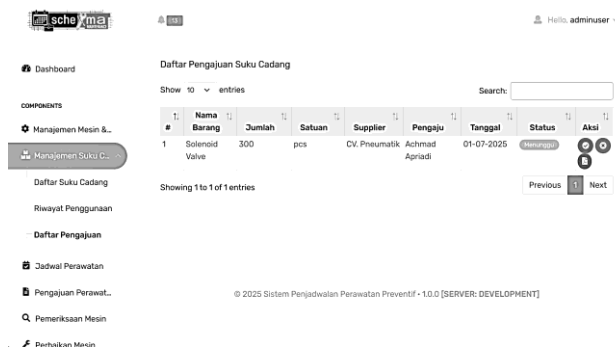 scheXma
(13)
Hello, adminuser
Dashboard
COMPONENTS
Manajemen Mesin &...
Manajemen Suku C...
Daftar Suku Cadang
Riwayat Penggunaan
Daftar Pengajuan
Jadwal Perawatan
Pengajuan Perawat...
Pemeriksaan Mesin
Perbaikan Mesin
Daftar Pengajuan Suku Cadang
Show 10 entries
Search:
# Nama Barang Jumlah Satuan Supplier Pengaju Tanggal Status Aksi
1 Solenoid Valve 300 pcs CV. Pneumatik Achmad Apriadi 01-07-2025 Menunggu
Showing 1 to 1 of 1 entries
Previous 1 Next
© 2025 Sistem Penjadwalan Perawatan Preventif • 1.0.0 [SERVER: DEVELOPMENT]